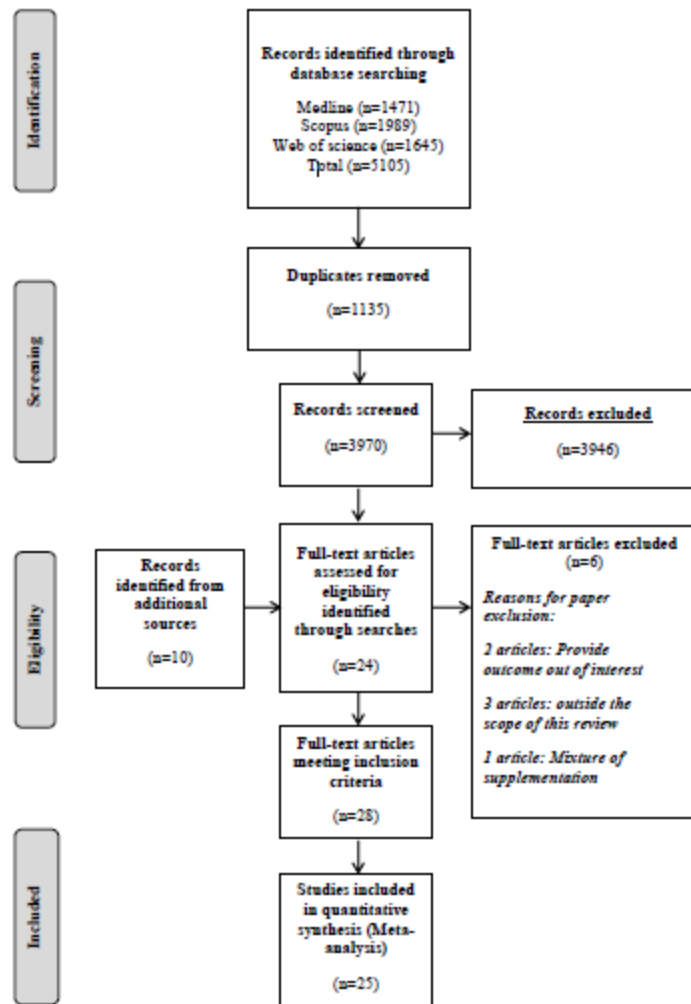 Identification
Records identified through
database searching
Medline (n=1471)
Scopus (n=1989)
Web of science (n=1645)
Tptal (n=5105)
Duplicates removed
(n=1135)
Screening
Records screened
(n=3970)
Records excluded
(n=3946)
Eligibility
Records
identified from
additional
sources
(n=10)
Full-text articles
assessed for
eligibility
identified
through searches
(n=24)
Full-text articles excluded
(n=6)
Reasons for paper
exclusion:
2 articles: Provide
outcome out of interest
3 articles: outside the
scope of this review
1 article: Mixture of
supplementation
Full-text articles
meeting inclusion
criteria
(n=28)
Included
Studies included
in quantitative
synthesis (Meta-
analysis)
(n=25)